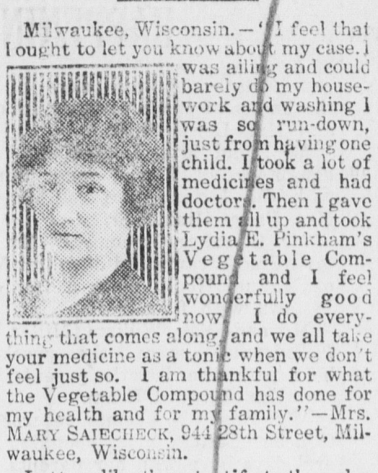 Milwaukee, Wisconsin.—"I feel that
I ought to let you know about my case. I
was ailing and could
barely do my house-
work and washing I
was so run-down,
just from having one
child. I took a lot of
medicines and had
doctors. Then I gave
them all up and took
Lydia E. Pinkham's
Vegetable Com-
pound and I feel
wonderfully good
now. I do every-
thing that comes along and we all take
your medicine as a tonic when we don't
feel just so. I am thankful for what
the Vegetable Compound has done for
my health and for my family."—Mrs.
MARY SAIECHECK, 944 28th Street, Mil-
waukee, Wisconsin.